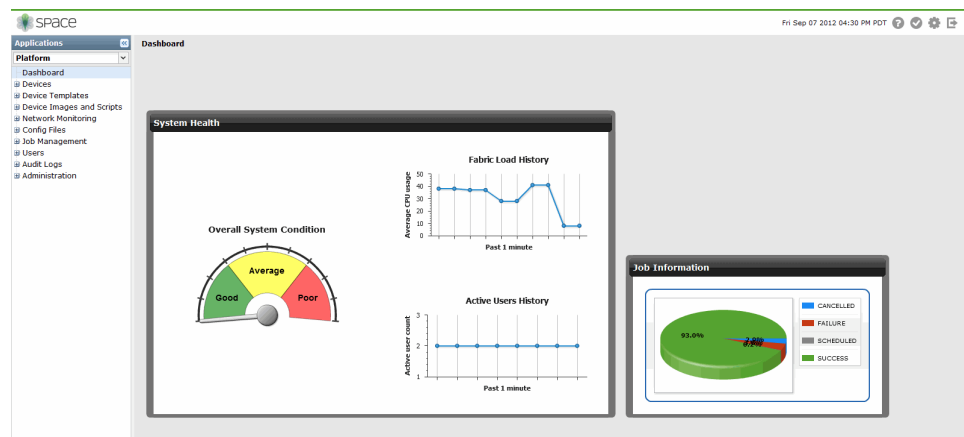 space
Fri Sep 07 2012 04:30 PM PDT
Applications
Platform
Dashboard
Devices
Device Templates
Device Images and Scripts
Network Monitoring
Config Files
Job Management
Users
Audit Logs
Administration
Dashboard
System Health
Overall System Condition
Good
Average
Poor
Fabric Load History
Average CPU usage
50
40
30
20
10
0
Past 1 minute
Active Users History
Active user count
3
2
1
Past 1 minute
Job Information
93.0%
CANCELLED
FAILURE
SCHEDULED
SUCCESS